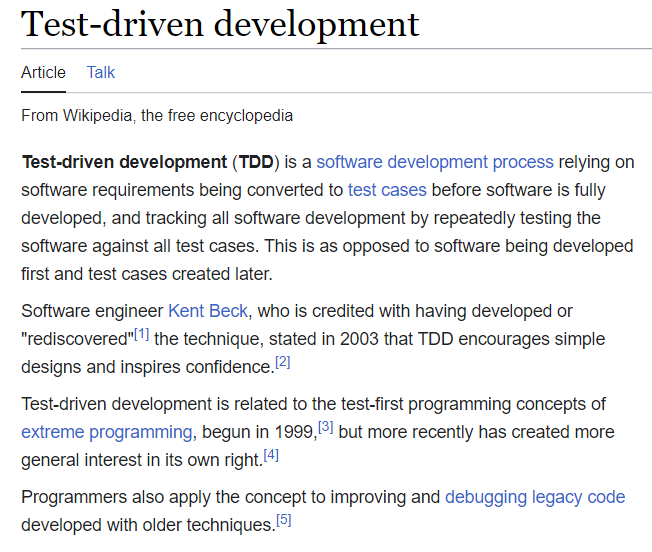 Test-driven development
Article Talk
From Wikipedia, the free encyclopedia
Test-driven development (TDD) is a software development process relying on
software requirements being converted to test cases before software is fully
developed, and tracking all software development by repeatedly testing the
software against all test cases. This is as opposed to software being developed
first and test cases created later.
Software engineer Kent Beck, who is credited with having developed or
"rediscovered"[1] the technique, stated in 2003 that TDD encourages simple
designs and inspires confidence.[2]
Test-driven development is related to the test-first programming concepts of
extreme programming, begun in 1999,[3] but more recently has created more
general interest in its own right.[4]
Programmers also apply the concept to improving and debugging legacy code
developed with older techniques.[5]